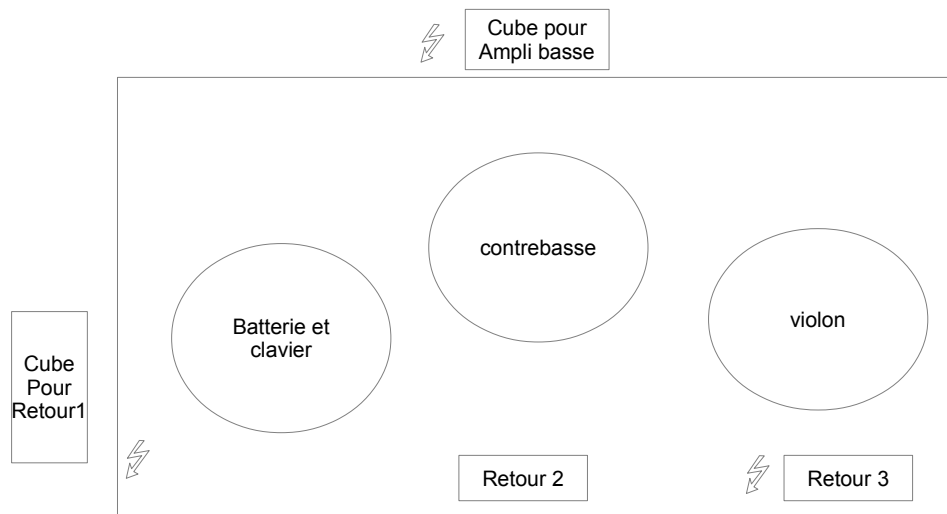 Cube pour
Ampli basse
contrebasse
violon
Batterie et
clavier
Cube
Pour
Retour1
Retour 2
Retour 3